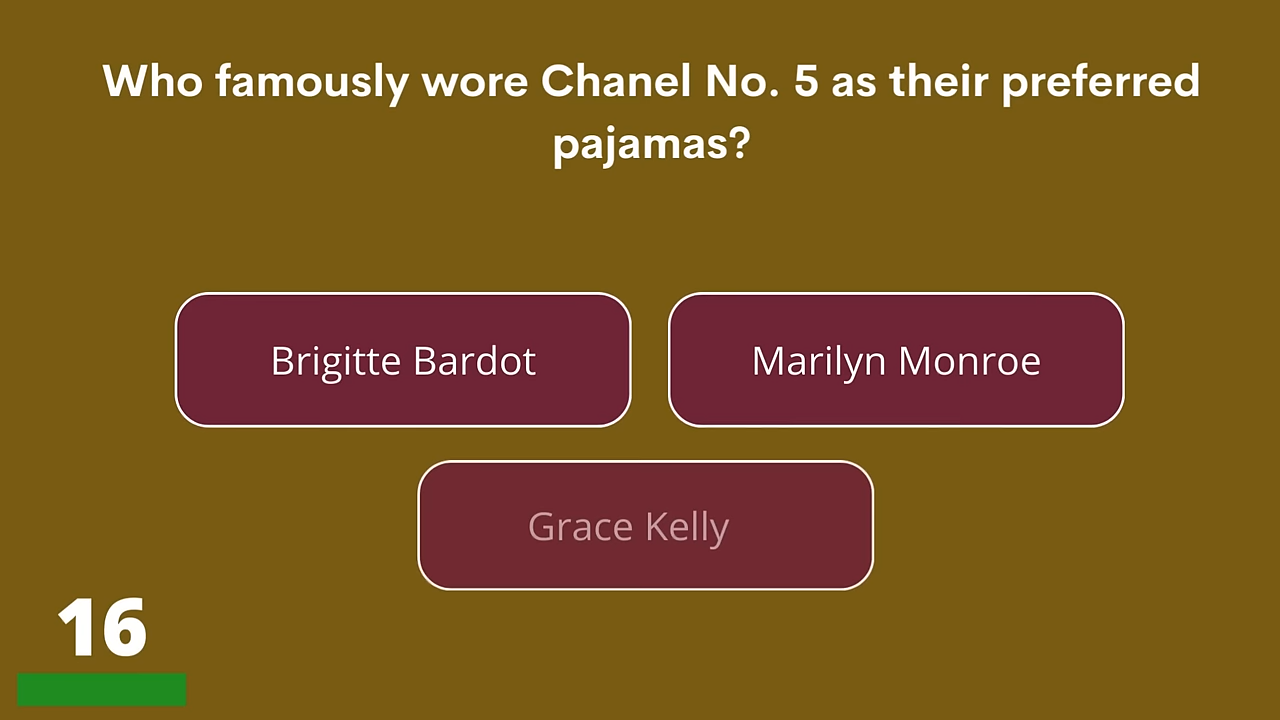 Who famously wore Chanel No. 5 as their preferred
pajamas?
Brigitte Bardot
Marilyn Monroe
Grace Kelly
16